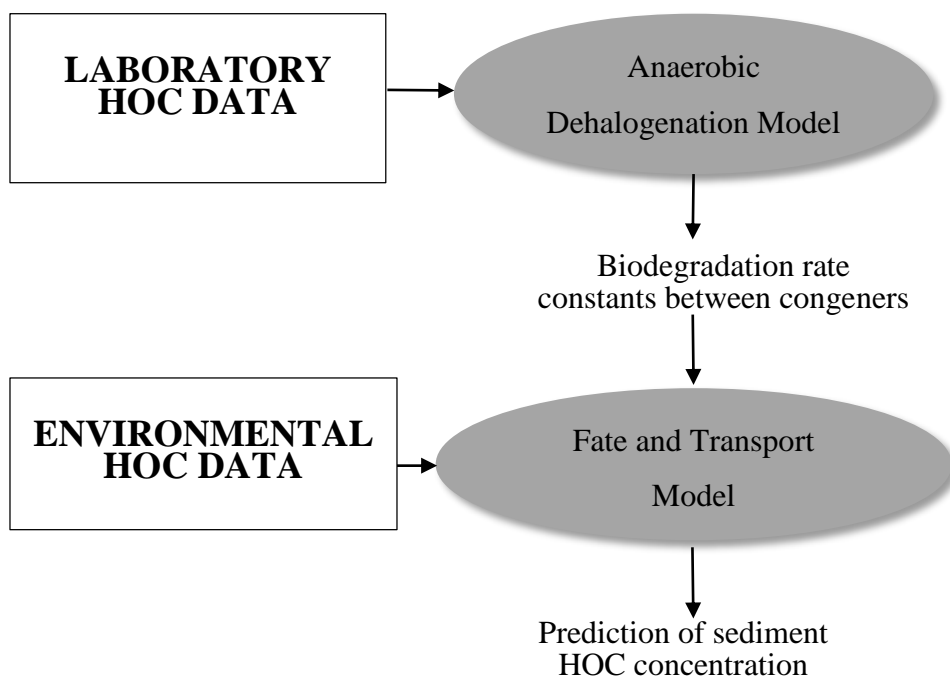 LABORATORY
HOC DATA
Anaerobic
Dehalogenation Model
Biodegradation rate
constants between congeners
ENVIRONMENTAL
HOC DATA
Fate and Transport
Model
Prediction of sediment
HOC concentration